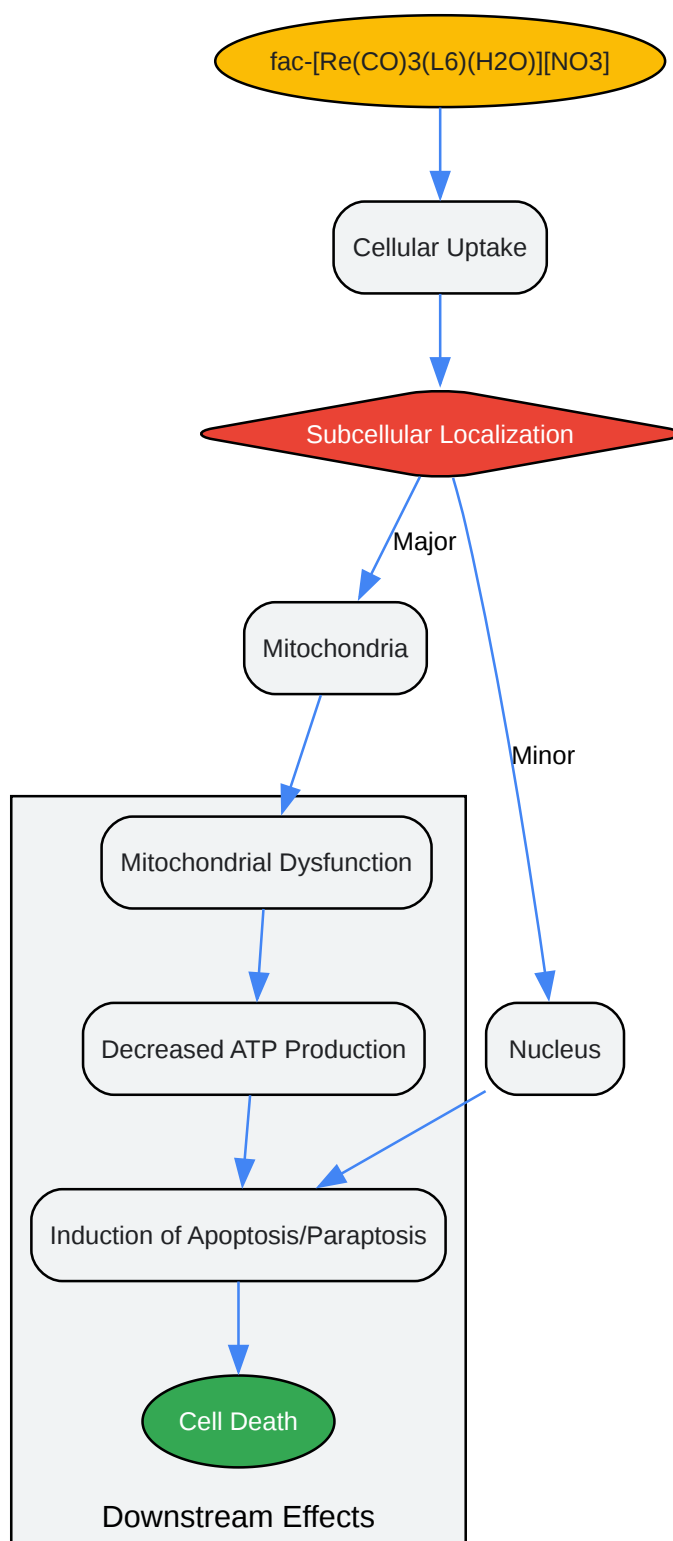 fac-[Re(CO)3(L6)(H2O)][NO3]
Cellular Uptake
Subcellular Localization
Major
Mitochondria
Minor
Mitochondrial Dysfunction
Decreased ATP Production
Nucleus
Induction of Apoptosis/Paraptosis
Cell Death
Downstream Effects